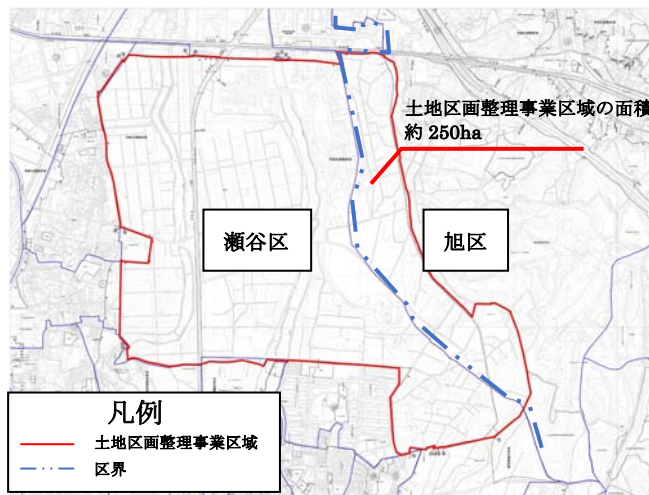 土地区画整理事業区域の面積
約 250ha
瀬谷区
旭区
凡例
土地区画整理事業区域
区界